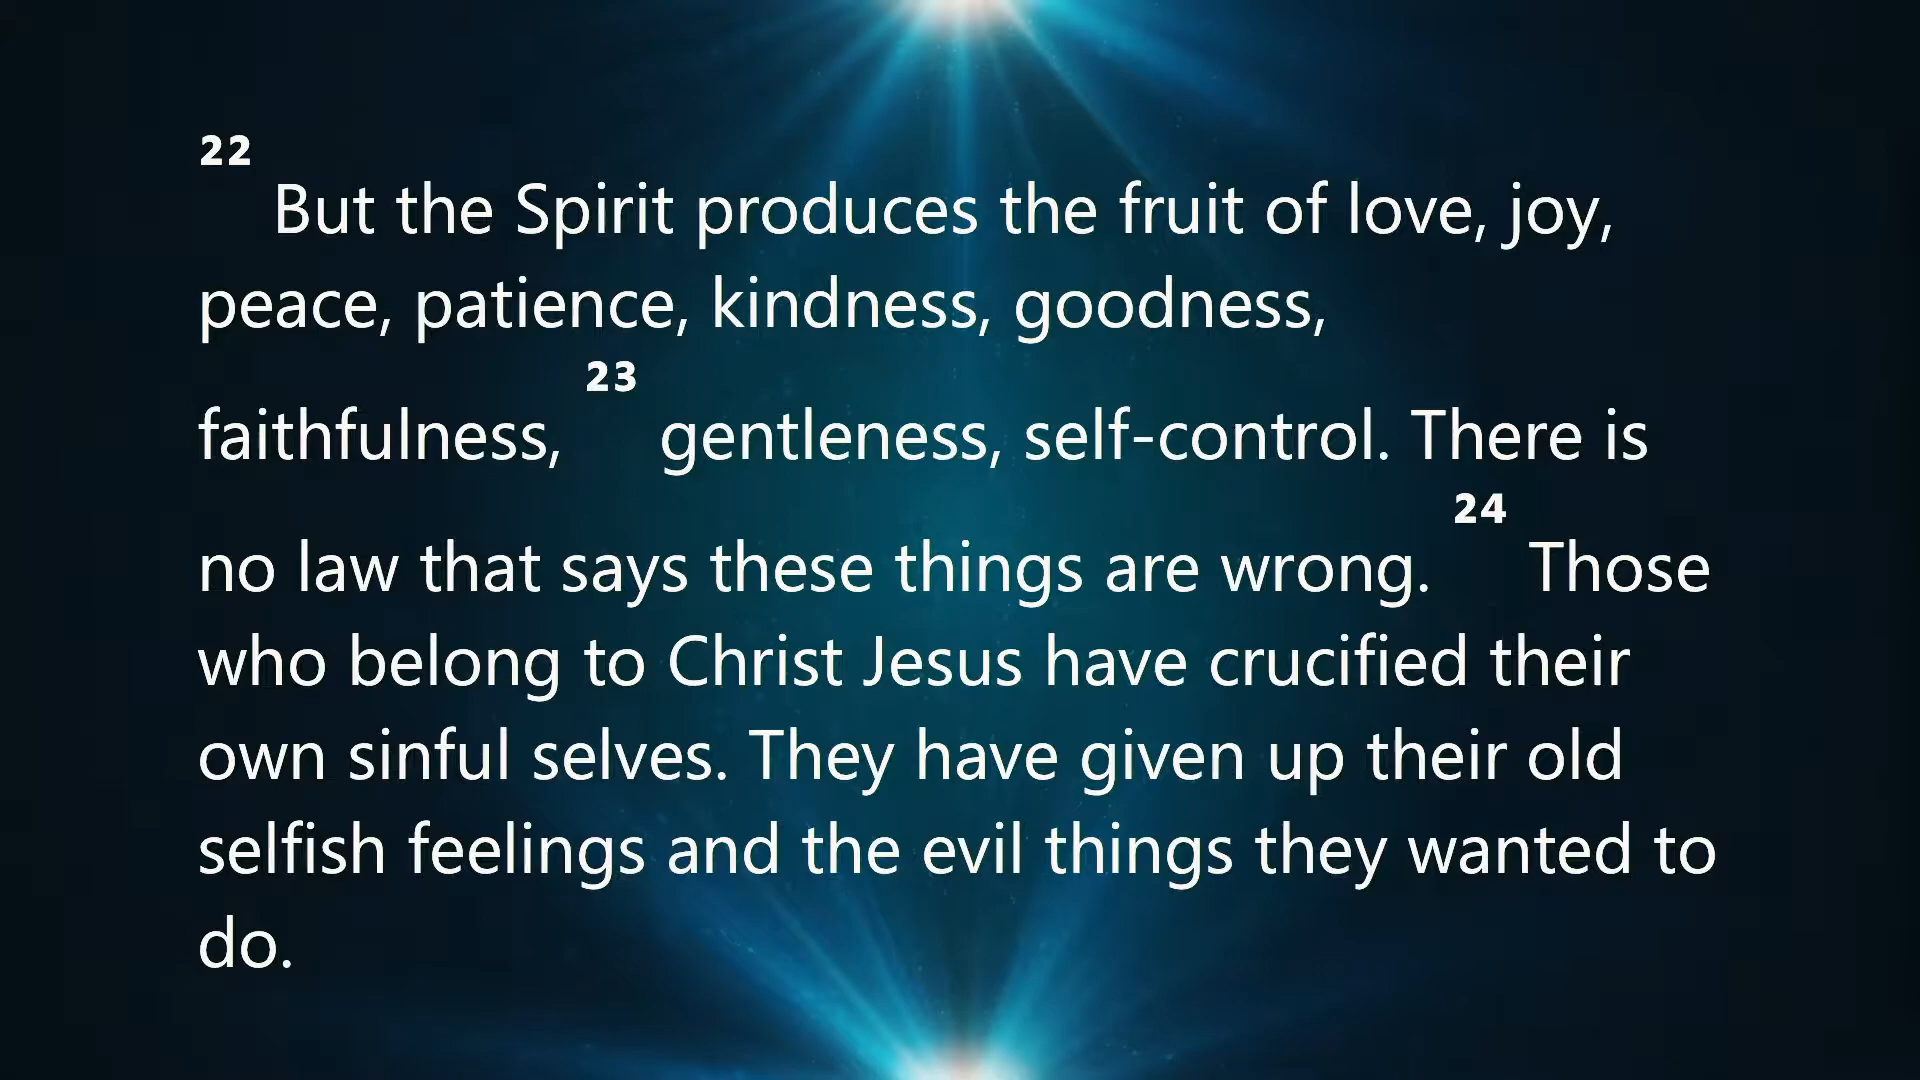 22 But the Spirit produces the fruit of love, joy,
peace, patience, kindness, goodness,
faithfulness, 23 gentleness, self-control. There is
no law that says these things are wrong. 24 Those
who belong to Christ Jesus have crucified their
own sinful selves. They have given up their old
selfish feelings and the evil things they wanted to
do.